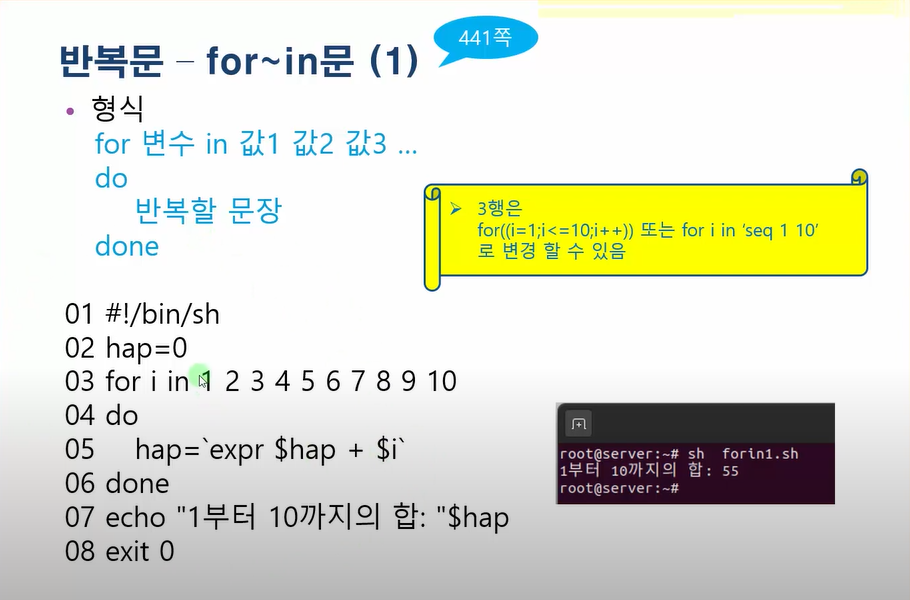 441쪽
반복문 – for~in문 (1)
• 형식
for 변수 in 값1 값2 값3 ...
do
반복할 문장
done
➢ 3행은
for((i=1;i<=10;i++)) 또는 for i in ‘seq 1 10’
로 변경 할 수 있음
01 #!/bin/sh
02 hap=0
03 for i in 1 2 3 4 5 6 7 8 9 10
04 do
05 hap=`expr $hap + $i`
06 done
07 echo "1부터 10까지의 합: "$hap
08 exit 0
root@server:~# sh forin1.sh
1부터 10까지의 합: 55
root@server:~#